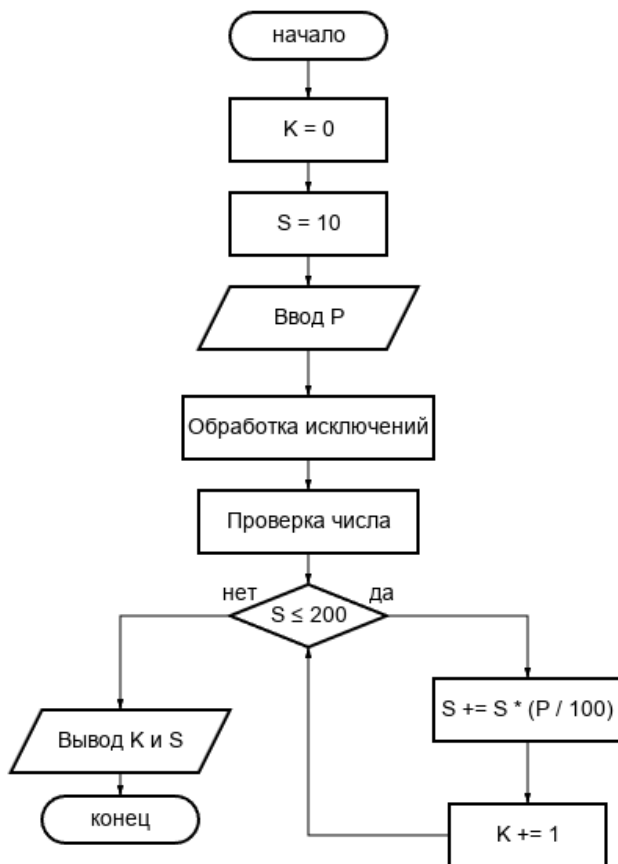 начало
K = 0
S = 10
Ввод P
Обработка исключений
Проверка числа
нет
да
S ≤ 200
S += S * (P / 100)
Вывод K и S
K += 1
конец